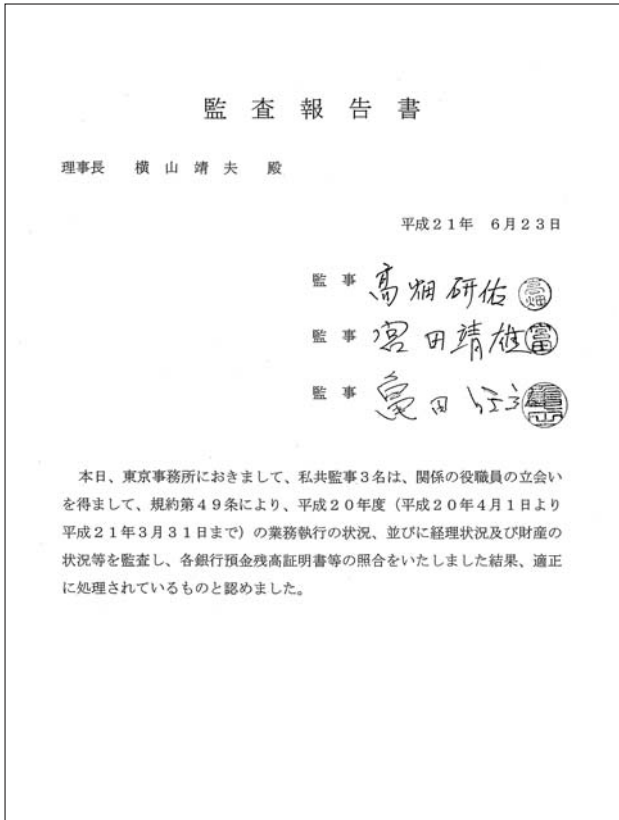 監査報告書
理事長　横山靖夫　殿
平成２１年　６月２３日
監事　高畑研佑 高畑
監事　富田靖雄
監事　亀田
本日、東京事務所におきまして、私共監事３名は、関係の役職員の立会い
を得まして、規約第４９条により、平成２０年度（平成２０年４月１日より
平成２１年３月３１日まで）の業務執行の状況、並びに経理状況及び財産の
状況等を監査し、各銀行預金残高証明書等の照合をいたしました結果、適正
に処理されているものと認めました。